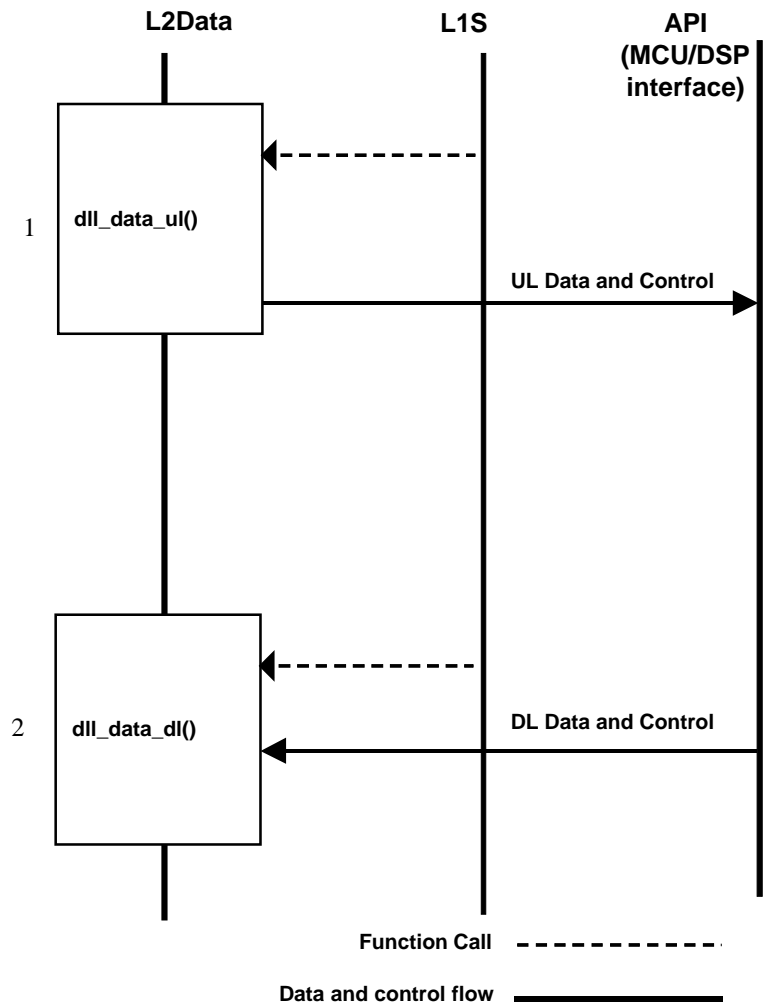 L2Data
L1S
API
(MCU/DSP
interface)
1
dll_data_ul()
UL Data and Control
2
dll_data_dl()
DL Data and Control
Function Call
Data and control flow